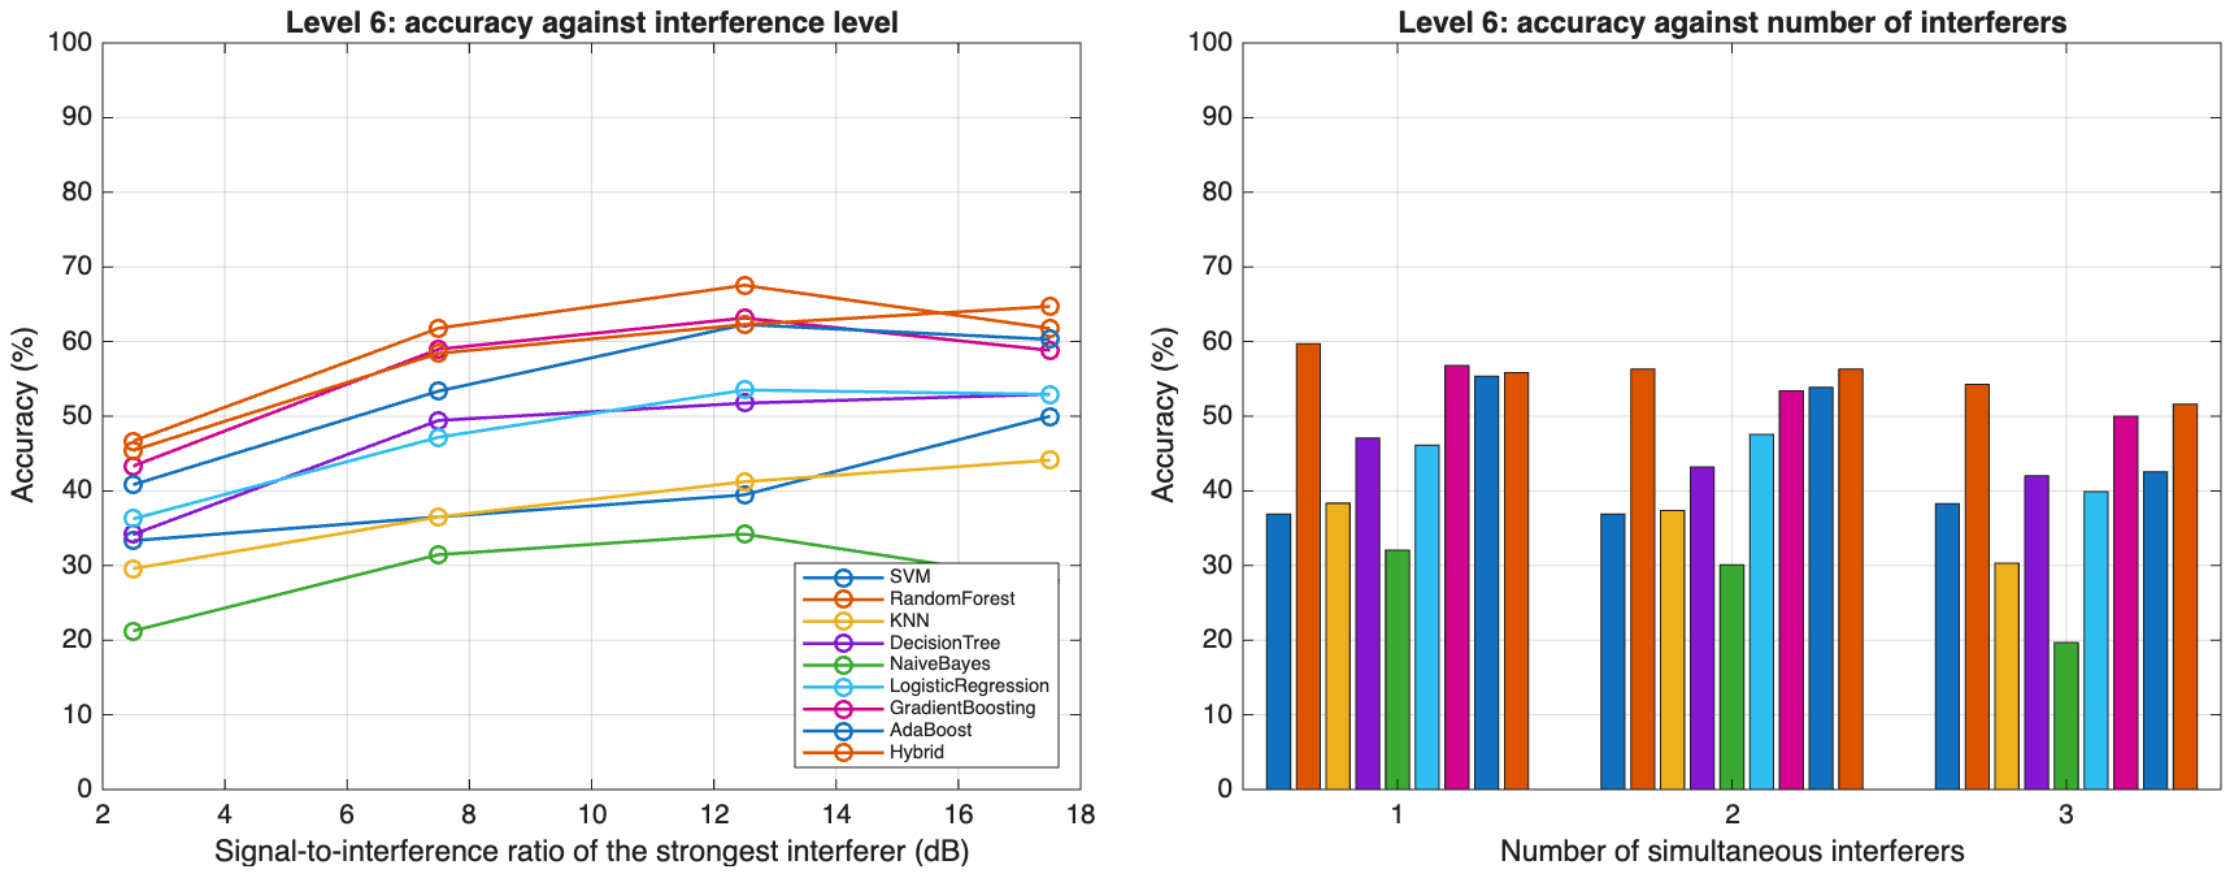 Level 6: accuracy against interference level
100
90
80
70
60
50
40
30
20
10
0
Accuracy (%)
2 4 6 8 10 12 14 16 18
Signal-to-interference ratio of the strongest interferer (dB)
SVM
RandomForest
KNN
DecisionTree
NaiveBayes
LogisticRegression
GradientBoosting
AdaBoost
Hybrid
Level 6: accuracy against number of interferers
100
90
80
70
60
50
40
30
20
10
0
Accuracy (%)
1 2 3
Number of simultaneous interferers